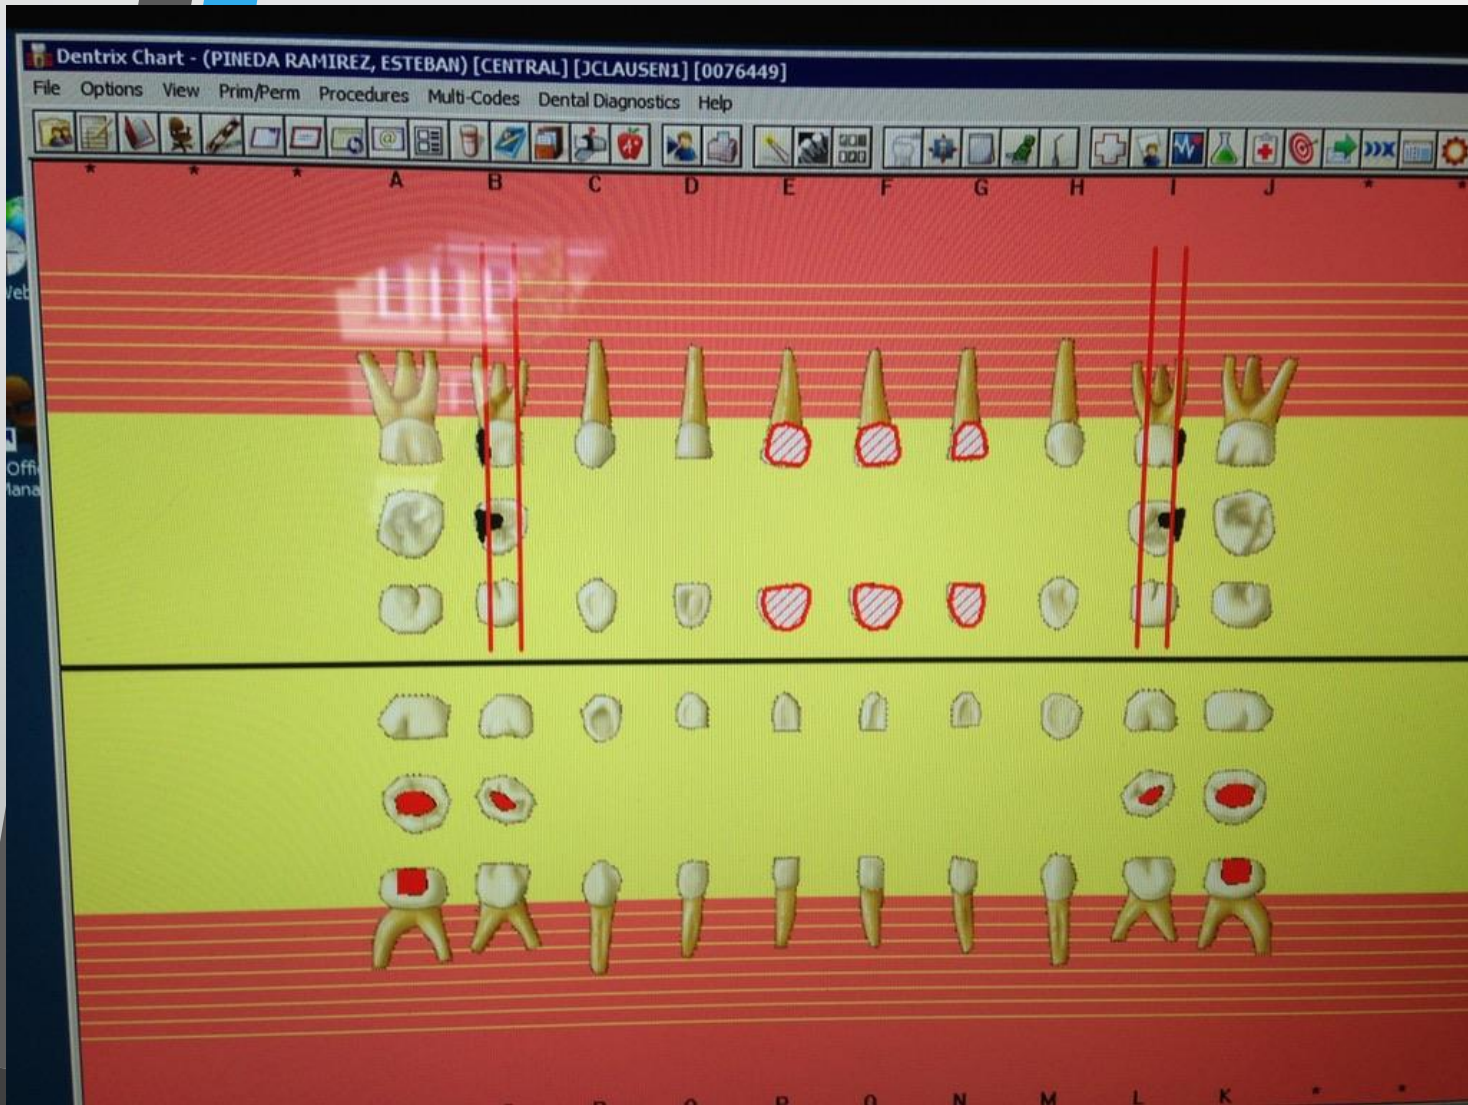 Dentrix Chart - (PINEDA RAMIREZ, ESTEBAN) [CENTRAL] [JCLAUSEN1] [0076449]
File Options View Prim/Perm Procedures Multi-Codes Dental Diagnostics Help
* * * A B C D E F G H I J * *
N M L K * *